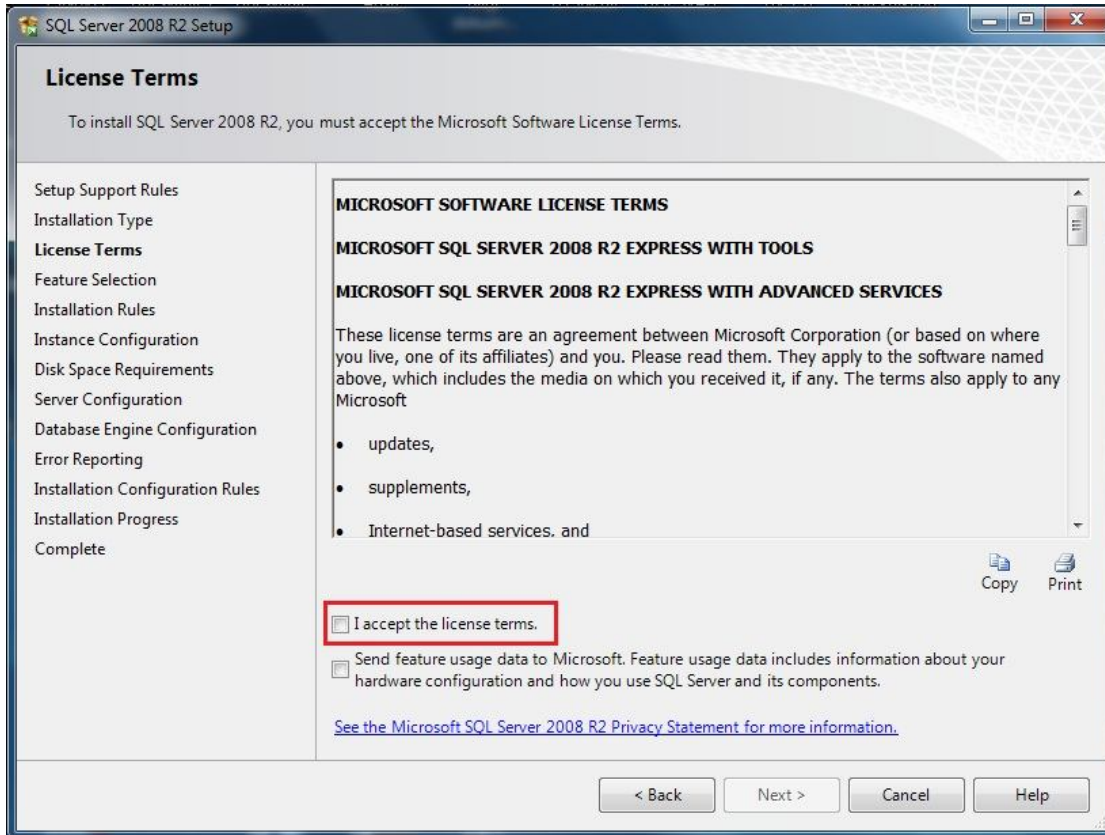 SQL Server 2008 R2 Setup
License Terms
To install SQL Server 2008 R2, you must accept the Microsoft Software License Terms.
Setup Support Rules
Installation Type
License Terms
Feature Selection
Installation Rules
Instance Configuration
Disk Space Requirements
Server Configuration
Database Engine Configuration
Error Reporting
Installation Configuration Rules
Installation Progress
Complete
MICROSOFT SOFTWARE LICENSE TERMS
MICROSOFT SQL SERVER 2008 R2 EXPRESS WITH TOOLS
MICROSOFT SQL SERVER 2008 R2 EXPRESS WITH ADVANCED SERVICES
These license terms are an agreement between Microsoft Corporation (or based on where
you live, one of its affiliates) and you. Please read them. They apply to the software named
above, which includes the media on which you received it, if any. The terms also apply to any
Microsoft
• updates,
• supplements,
• Internet-based services, and
Copy Print
I accept the license terms.
Send feature usage data to Microsoft. Feature usage data includes information about your
hardware configuration and how you use SQL Server and its components.
See the Microsoft SQL Server 2008 R2 Privacy Statement for more information.
< Back Next > Cancel Help